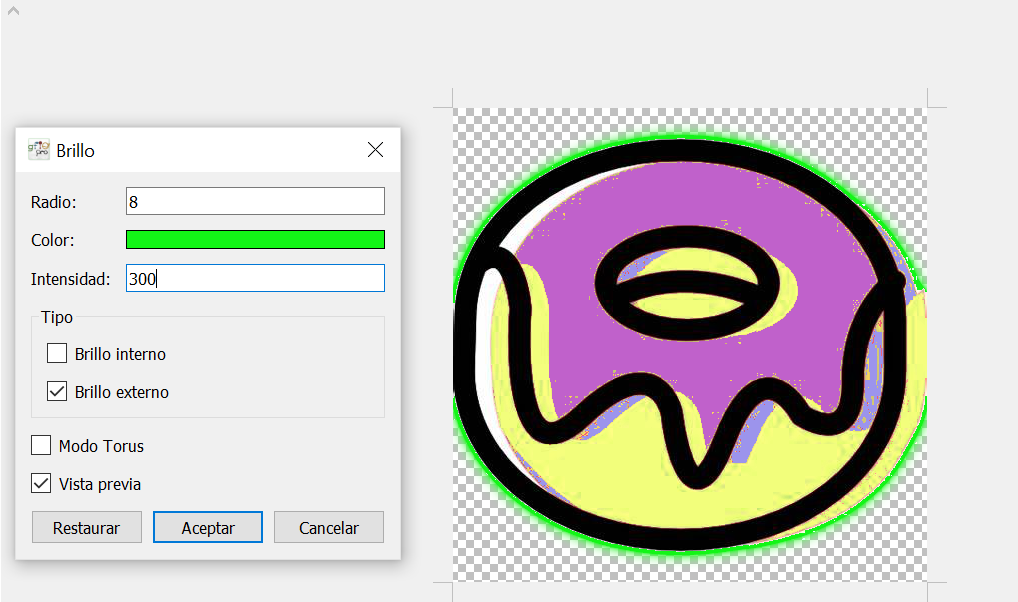 Brillo
Radio: 8
Color:
Intensidad: 300
Tipo
Brillo interno
Brillo externo
Modo Torus
Vista previa
Restaurar Aceptar Cancelar